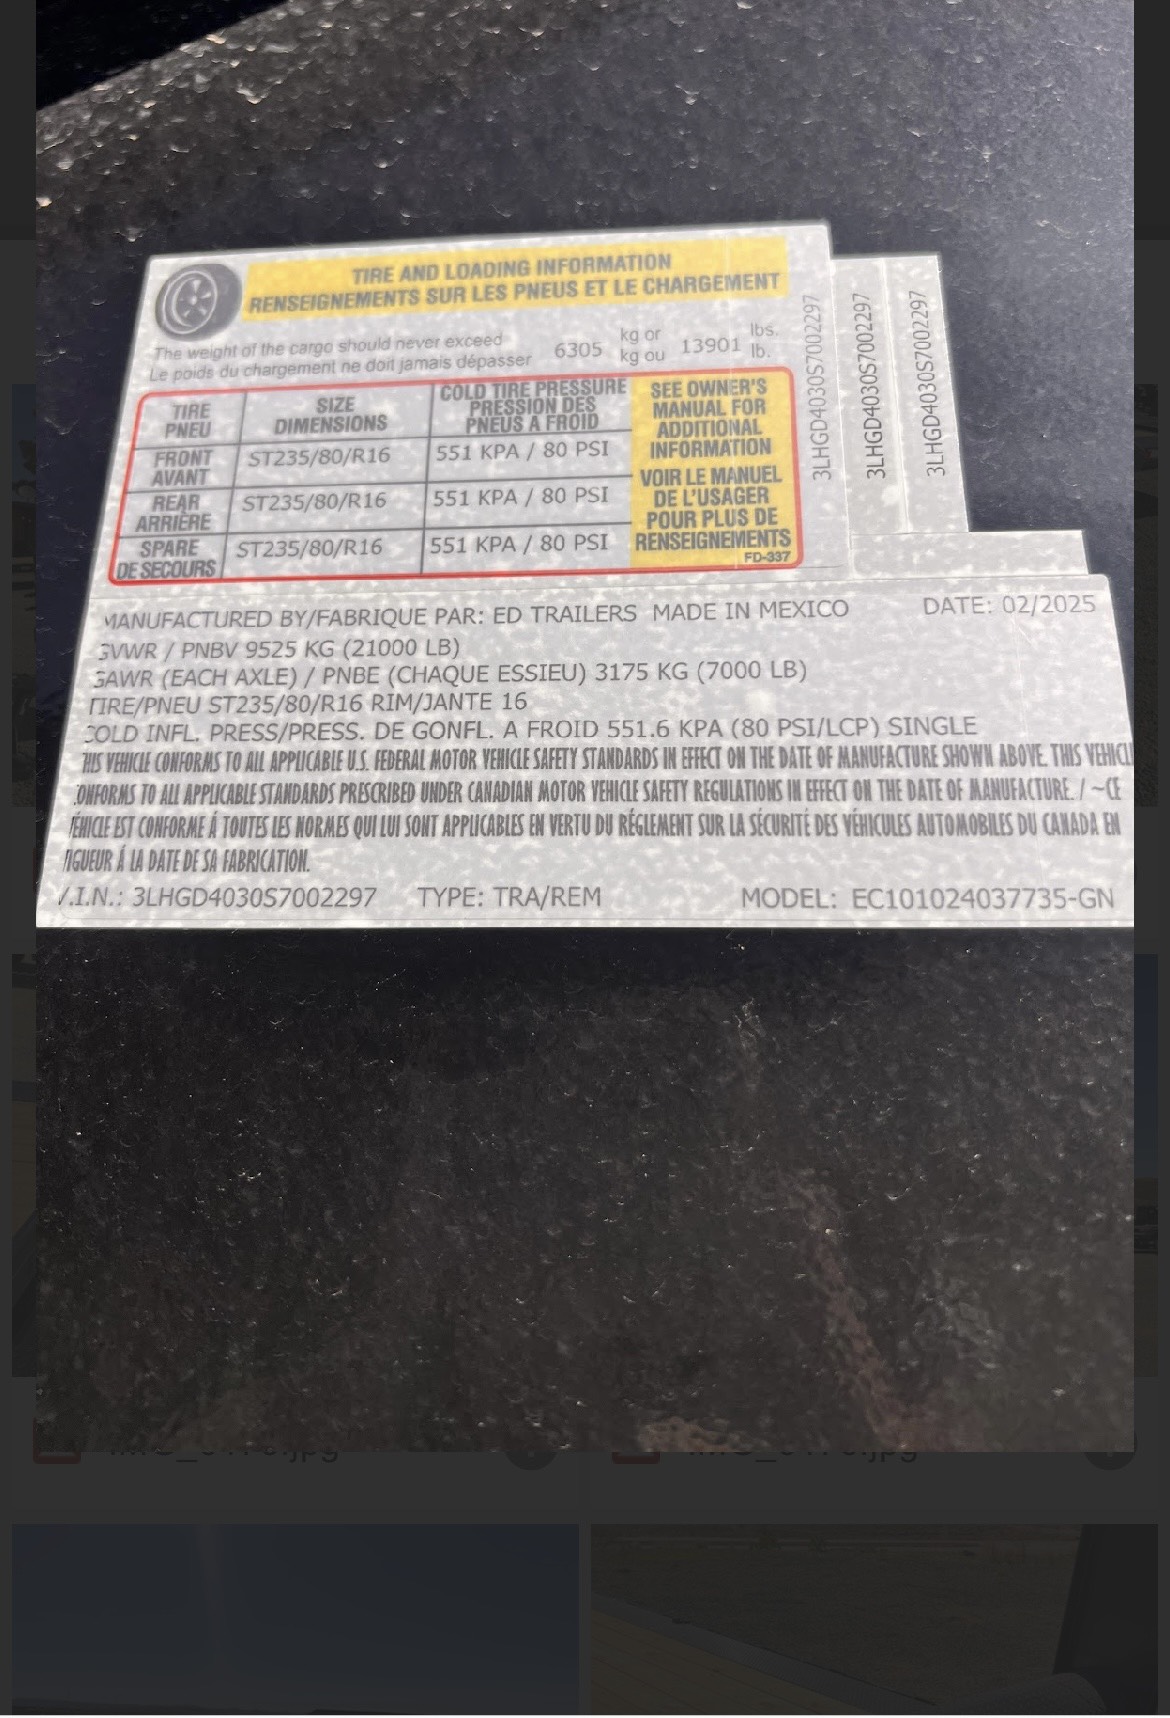 TIRE AND LOADING INFORMATION
RENSEIGNEMENTS SUR LES PNEUS ET LE CHARGEMENT
The weight of the cargo should never exceed 6305 kg or 13901 lbs.
Le poids du chargement ne doit jamais dépasser kg ou lb.
TIRE PNEU SIZE DIMENSIONS COLD TIRE PRESSURE PRESSION DES PNEUS A FROID
FRONT AVANT ST235/80/R16 551 KPA / 80 PSI
REAR ARRIÈRE ST235/80/R16 551 KPA / 80 PSI
SPARE DE SECOURS ST235/80/R16 551 KPA / 80 PSI
SEE OWNER'S
MANUAL FOR
ADDITIONAL
INFORMATION
VOIR LE MANUEL
DE L'USAGER
POUR PLUS DE
RENSEIGNEMENTS
FD-337
3LHGD4030S7002297
3LHGD4030S7002297
3LHGD4030S7002297
MANUFACTURED BY/FABRIQUE PAR: ED TRAILERS MADE IN MEXICO DATE: 02/2025
GVWR / PNBV 9525 KG (21000 LB)
GAWR (EACH AXLE) / PNBE (CHAQUE ESSIEU) 3175 KG (7000 LB)
TIRE/PNEU ST235/80/R16 RIM/JANTE 16
COLD INFL. PRESS/PRESS. DE GONFL. A FROID 551.6 KPA (80 PSI/LCP) SINGLE
THIS VEHICLE CONFORMS TO ALL APPLICABLE U.S. FEDERAL MOTOR VEHICLE SAFETY STANDARDS IN EFFECT ON THE DATE OF MANUFACTURE SHOWN ABOVE. THIS VEHICL
CONFORMS TO ALL APPLICABLE STANDARDS PRESCRIBED UNDER CANADIAN MOTOR VEHICLE SAFETY REGULATIONS IN EFFECT ON THE DATE OF MANUFACTURE. / ~CE
VÉHICLE EST CONFORME Á TOUTES LES NORMES QUI LUI SONT APPLICABLES EN VERTU DU RÉGLEMENT SUR LA SÉCURITÉ DES VÉHICULES AUTOMOBILES DU CANADA EN
VIGUEUR Á LA DATE DE SA FABRICATION.
V.I.N.: 3LHGD4030S7002297 TYPE: TRA/REM MODEL: EC101024037735-GN